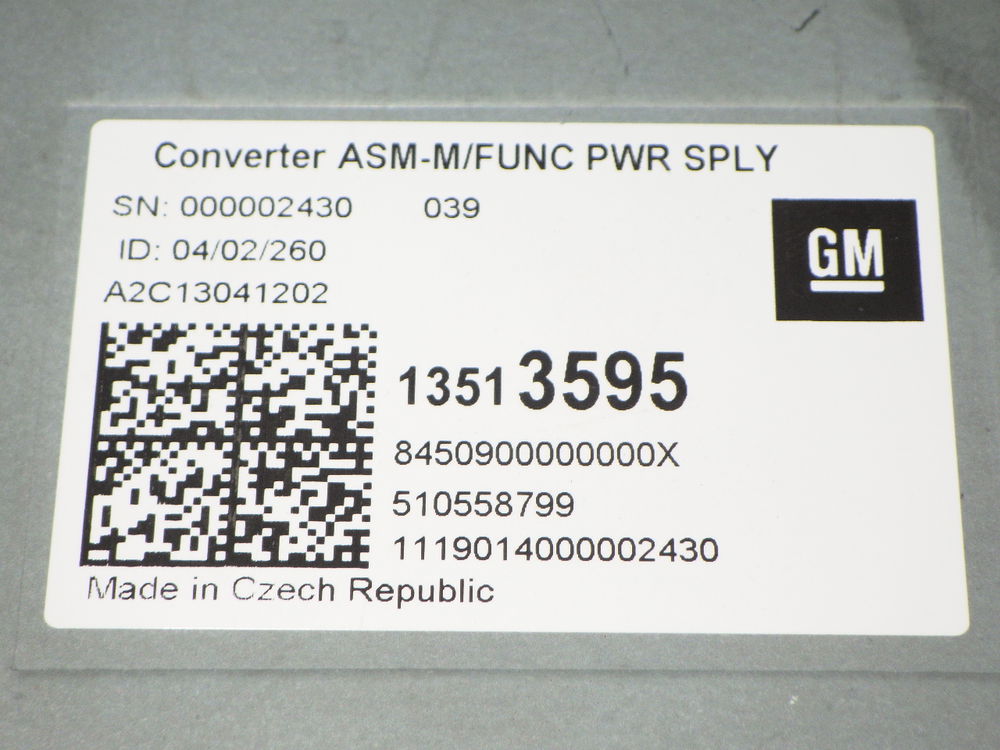 Converter ASM-M/FUNC PWR SPLY
SN: 000002430 039
ID: 04/02/260
A2C13041202
GM
13513595
8450900000000X
510558799
1119014000002430
Made in Czech Republic